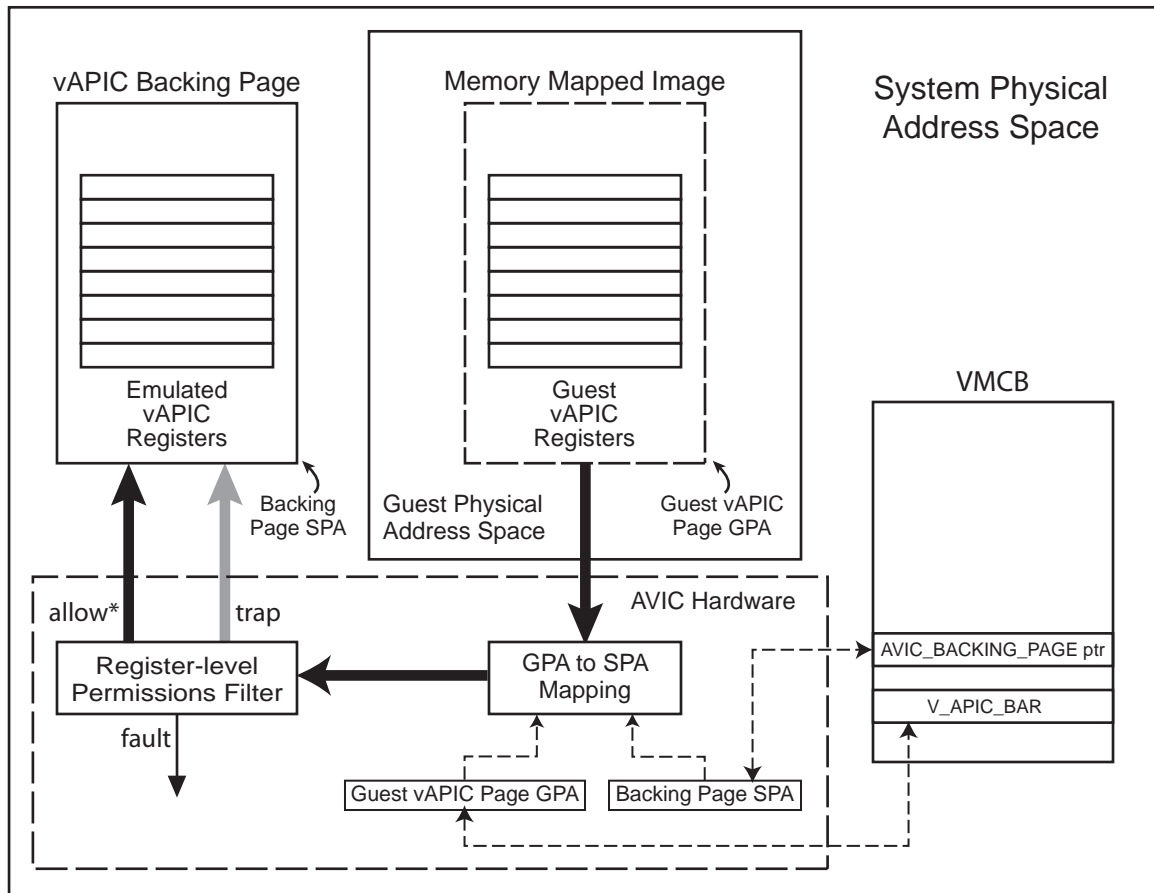 vAPIC Backing Page
Memory Mapped Image
System Physical
Address Space
Emulated
vAPIC
Registers
Guest
vAPIC
Registers
VMCB
Backing
Page SPA
Guest Physical
Address Space
Guest vAPIC
Page GPA
allow*
trap
AVIC Hardware
Register-level
Permissions Filter
GPA to SPA
Mapping
AVIC_BACKING_PAGE ptr
V_APIC_BAR
fault
Guest vAPIC Page GPA
Backing Page SPA